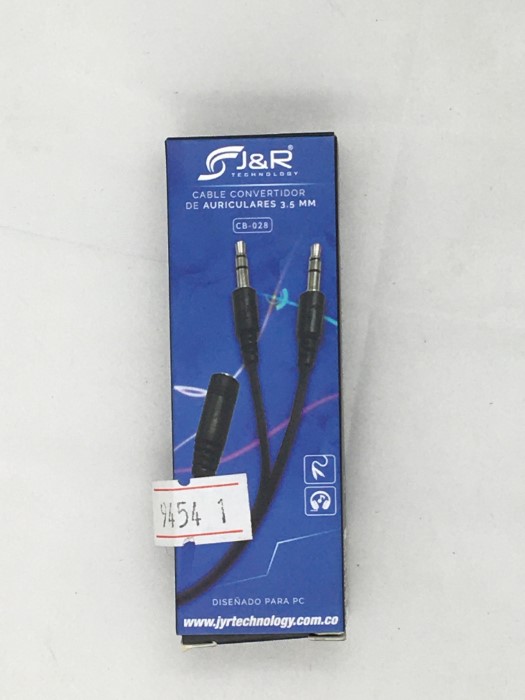 J&R®
TECHNOLOGY
CABLE CONVERTIDOR
DE AURICULARES 3.5 MM
CB-028
9454 1
DISEÑADO PARA PC
www.jyrtechnology.com.co